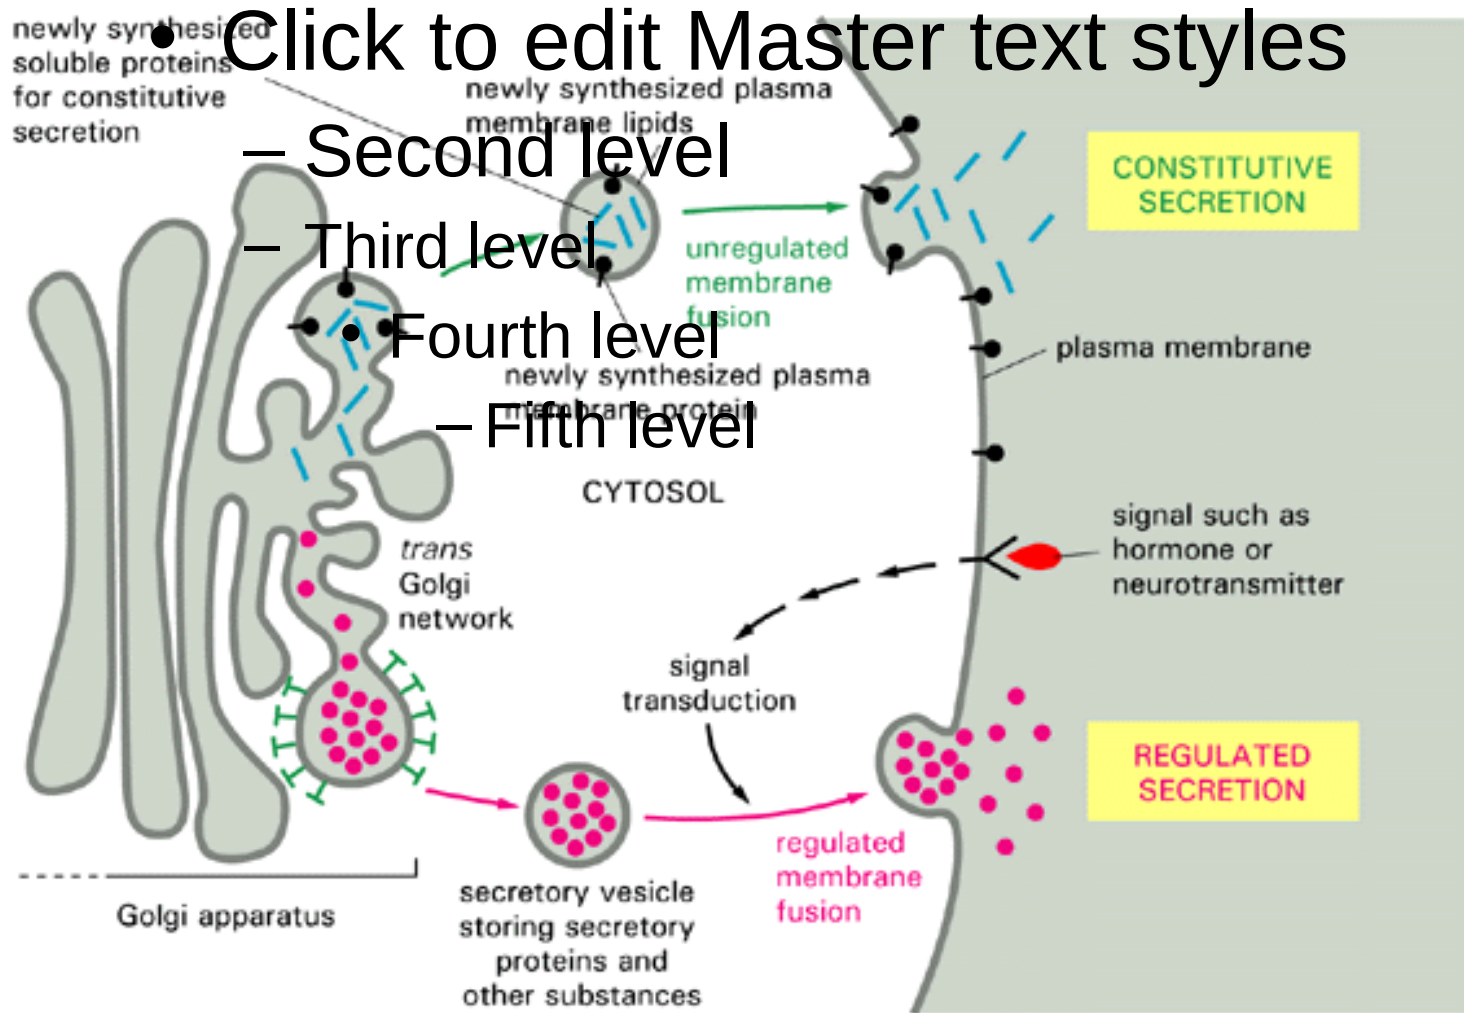 newly synthesized
soluble proteins
for constitutive
secretion
• Click to edit Master text styles
newly synthesized plasma
membrane lipids
– Second level
– Third level
• Fourth level
– Fifth level
CONSTITUTIVE
SECRETION
unregulated
membrane
fusion
newly synthesized plasma
membrane protein
plasma membrane
CYTOSOL
signal such as
hormone or
neurotransmitter
trans
Golgi
network
signal
transduction
REGULATED
SECRETION
regulated
membrane
fusion
secretory vesicle
storing secretory
proteins and
other substances
Golgi apparatus